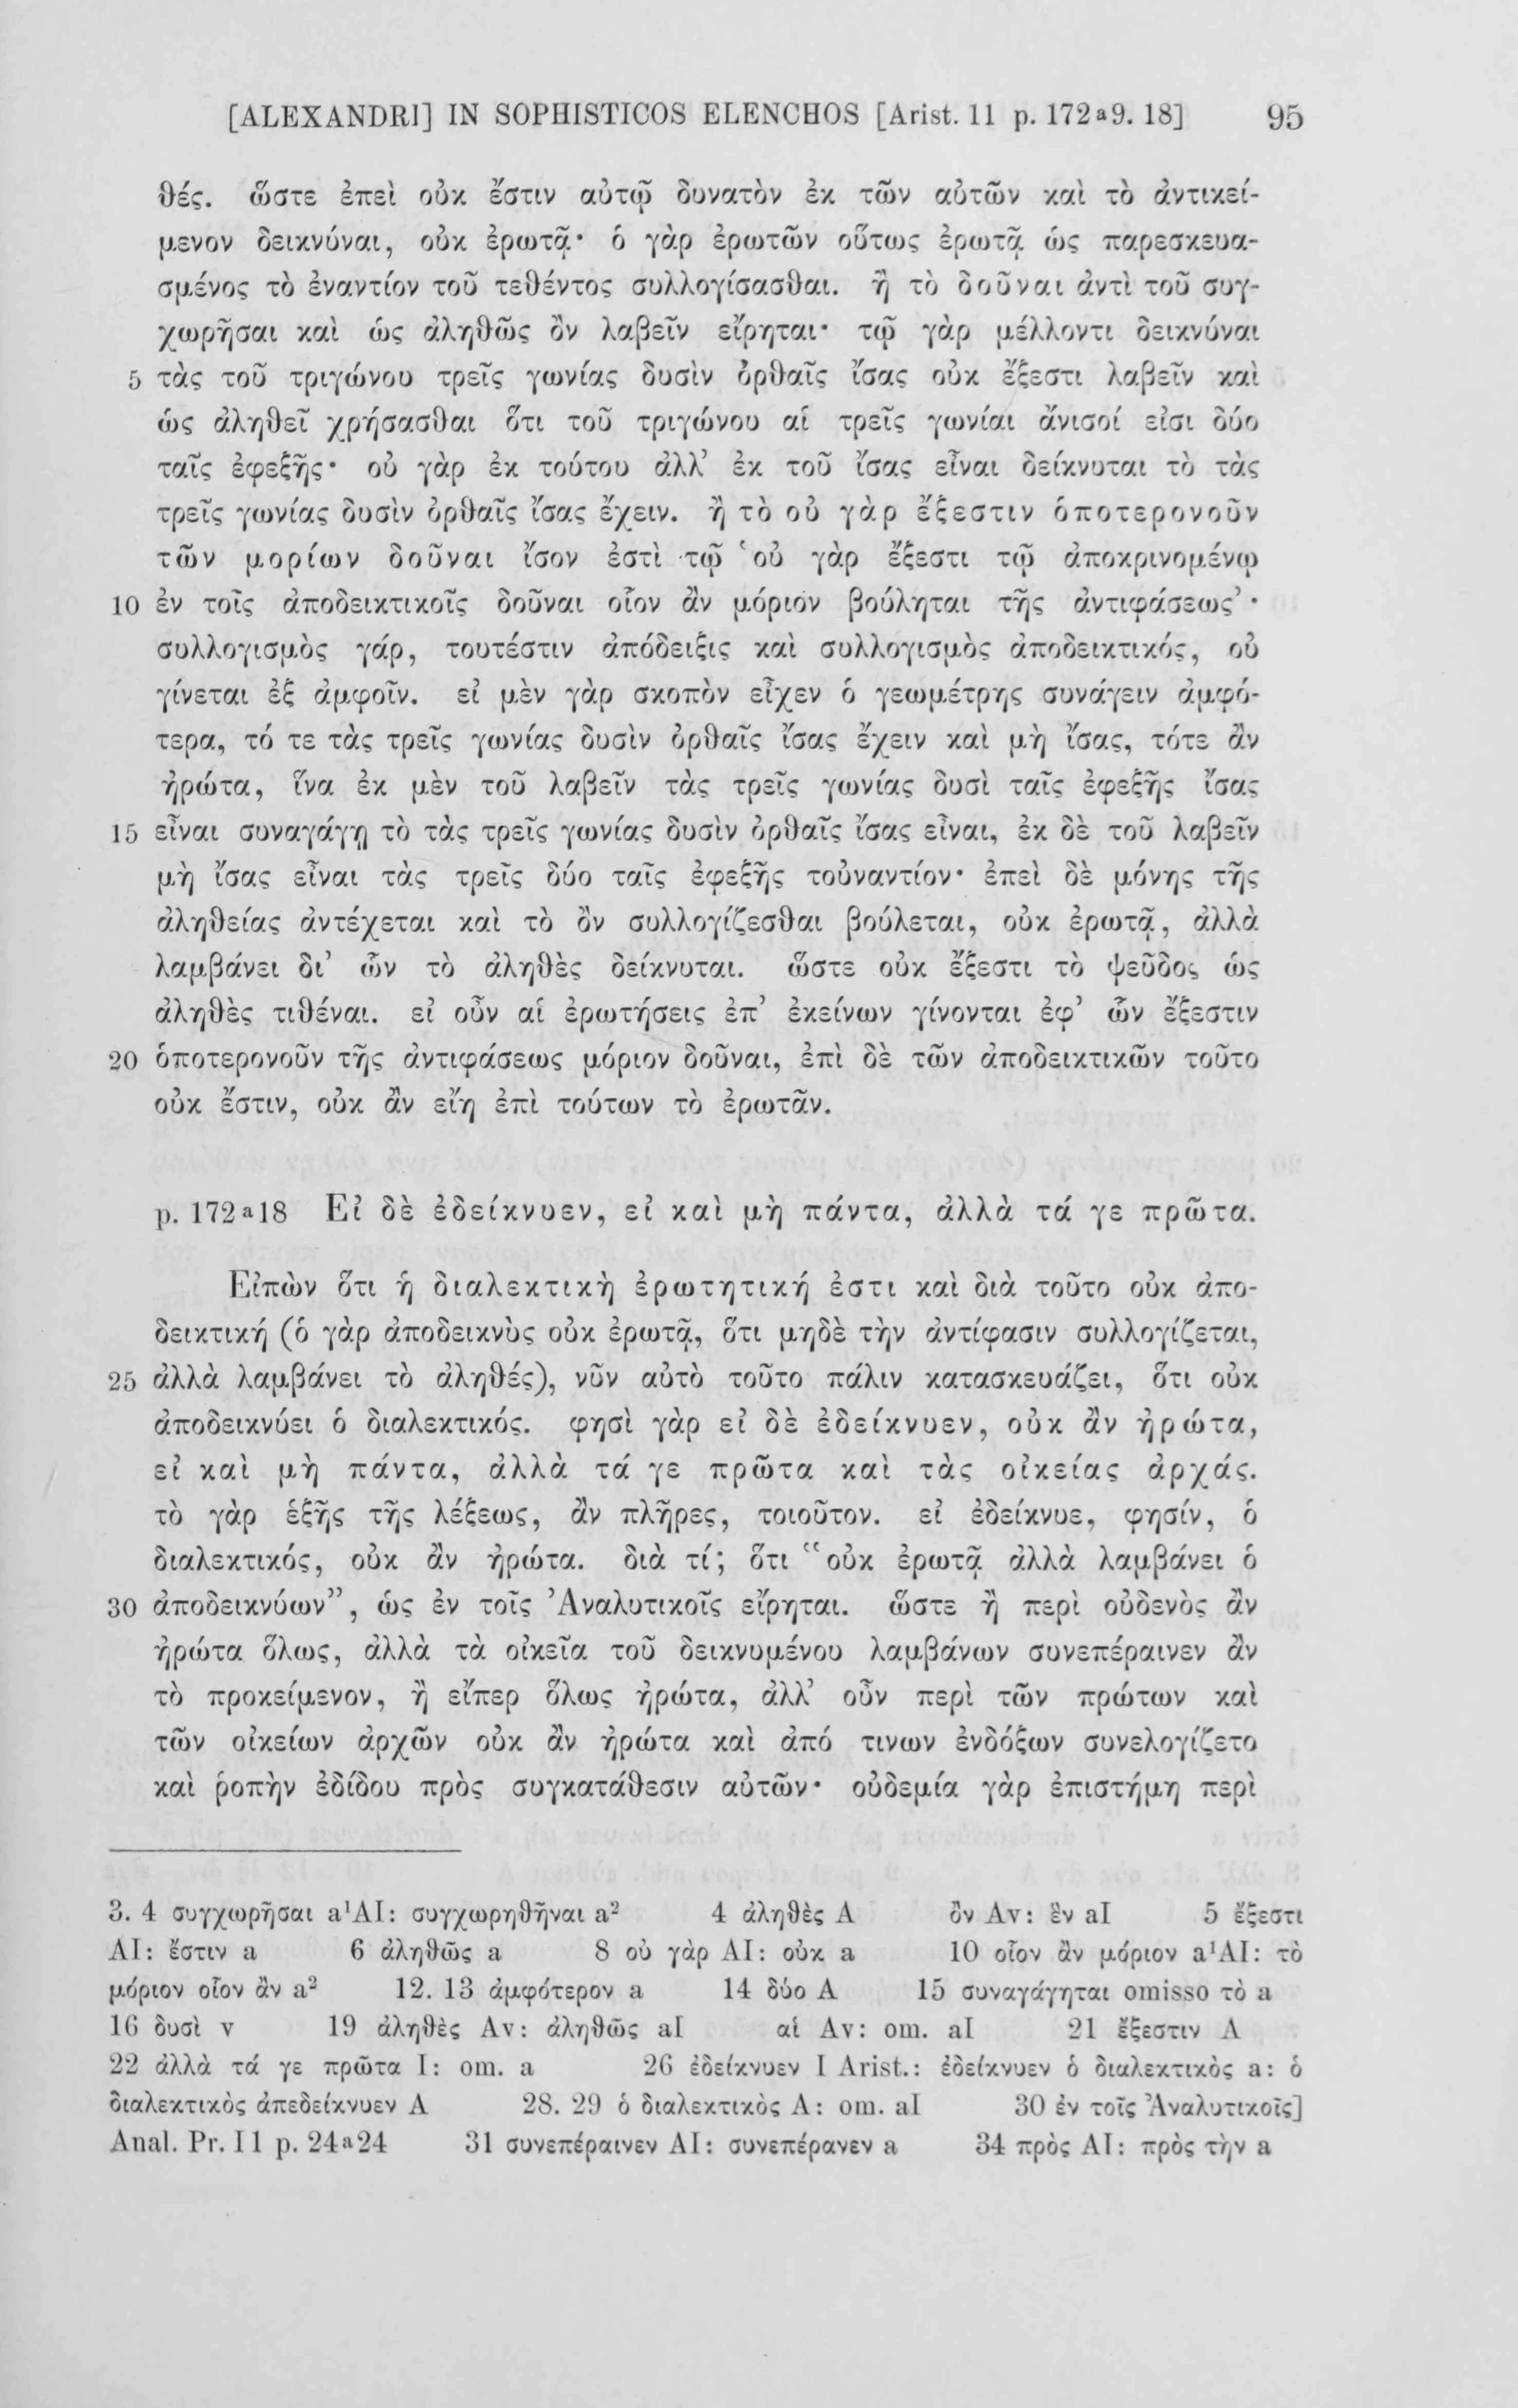 [ALEXANDRI] IN SOPHISTICOS ELENCHOS [Arist. 11 p. 172a9. 18] 95
θές. ὥστε ἐπεὶ οὐκ ἔστιν αὐτῷ δυνατὸν ἐκ τῶν αὐτῶν καὶ τὸ ἀντικεί-
μενον δεικνύναι, οὐκ ἐρωτᾷ· ὁ γὰρ ἐρωτῶν οὕτως ἐρωτᾷ ὡς παρεσκευα-
σμένος τὸ ἐναντίον τοῦ τεθέντος συλλογίσασθαι. ἢ τὸ δοῦναι ἀντὶ τοῦ συγ-
χωρῆσαι καὶ ὡς ἀληθῶς ὂν λαβεῖν εἴρηται· τῷ γὰρ μέλλοντι δεικνύναι
5 τὰς τοῦ τριγώνου τρεῖς γωνίας δυσὶν ὀρθαῖς ἴσας οὐκ ἔξεστι λαβεῖν καὶ
ὡς ἀληθεῖ χρήσασθαι ὅτι τοῦ τριγώνου αἱ τρεῖς γωνίαι ἄνισοί εἰσι δύο
ταῖς ἐφεξῆς· οὐ γὰρ ἐκ τούτου ἀλλ’ ἐκ τοῦ ἴσας εἶναι δείκνυται τὸ τὰς
τρεῖς γωνίας δυσὶν ὀρθαῖς ἴσας ἔχειν. ἢ τὸ οὐ γὰρ ἔξεστιν ὁποτερονοῦν
τῶν μορίων δοῦναι ἴσον ἐστὶ τῷ ‘οὐ γὰρ ἔξεστι τῷ ἀποκρινομένῳ
10 ἐν τοῖς ἀποδεικτικοῖς δοῦναι οἷον ἂν μόριον βούληται τῆς ἀντιφάσεως’·
συλλογισμὸς γάρ, τουτέστιν ἀπόδειξις καὶ συλλογισμὸς ἀποδεικτικός, οὐ
γίνεται ἐξ ἀμφοῖν. εἰ μὲν γὰρ σκοπὸν εἶχεν ὁ γεωμέτρης συνάγειν ἀμφό-
τερα, τό τε τὰς τρεῖς γωνίας δυσὶν ὀρθαῖς ἴσας ἔχειν καὶ μὴ ἴσας, τότε ἂν
ἠρώτα, ἵνα ἐκ μὲν τοῦ λαβεῖν τὰς τρεῖς γωνίας δυσὶ ταῖς ἐφεξῆς ἴσας
15 εἶναι συναγάγῃ τὸ τὰς τρεῖς γωνίας δυσὶν ὀρθαῖς ἴσας εἶναι, ἐκ δὲ τοῦ λαβεῖν
μὴ ἴσας εἶναι τὰς τρεῖς δύο ταῖς ἐφεξῆς τοὐναντίον· ἐπεὶ δὲ μόνης τῆς
ἀληθείας ἀντέχεται καὶ τὸ ὂν συλλογίζεσθαι βούλεται, οὐκ ἐρωτᾷ, ἀλλὰ
λαμβάνει δι’ ὧν τὸ ἀληθὲς δείκνυται. ὥστε οὐκ ἔξεστι τὸ ψεῦδος ὡς
ἀληθὲς τιθέναι. εἰ οὖν αἱ ἐρωτήσεις ἐπ’ ἐκείνων γίνονται ἐφ’ ὧν ἔξεστιν
20 ὁποτερονοῦν τῆς ἀντιφάσεως μόριον δοῦναι, ἐπὶ δὲ τῶν ἀποδεικτικῶν τοῦτο
οὐκ ἔστιν, οὐκ ἂν εἴη ἐπὶ τούτων τὸ ἐρωτᾶν.
p. 172a18 Εἰ δὲ ἐδείκνυεν, εἰ καὶ μὴ πάντα, ἀλλὰ τά γε πρῶτα.
Εἰπὼν ὅτι ἡ διαλεκτικὴ ἐρωτητική ἐστι καὶ διὰ τοῦτο οὐκ ἀπο-
δεικτική (ὁ γὰρ ἀποδεικνὺς οὐκ ἐρωτᾷ, ὅτι μηδὲ τὴν ἀντίφασιν συλλογίζεται,
25 ἀλλὰ λαμβάνει τὸ ἀληθές), νῦν αὐτὸ τοῦτο πάλιν κατασκευάζει, ὅτι οὐκ
ἀποδεικνύει ὁ διαλεκτικός. φησὶ γὰρ εἰ δὲ ἐδείκνυεν, οὐκ ἂν ἠρώτα,
εἰ καὶ μὴ πάντα, ἀλλὰ τά γε πρῶτα καὶ τὰς οἰκείας ἀρχάς.
τὸ γὰρ ἑξῆς τῆς λέξεως, ἂν πλῆρες, τοιοῦτον. εἰ ἐδείκνυε, φησίν, ὁ
διαλεκτικός, οὐκ ἂν ἠρώτα. διὰ τί; ὅτι “οὐκ ἐρωτᾷ ἀλλὰ λαμβάνει ὁ
30 ἀποδεικνύων”, ὡς ἐν τοῖς Ἀναλυτικοῖς εἴρηται. ὥστε ἢ περὶ οὐδενὸς ἂν
ἠρώτα ὅλως, ἀλλὰ τὰ οἰκεῖα τοῦ δεικνυμένου λαμβάνων συνεπέραινεν ἂν
τὸ προκείμενον, ἢ εἴπερ ὅλως ἠρώτα, ἀλλ’ οὖν περὶ τῶν πρώτων καὶ
τῶν οἰκείων ἀρχῶν οὐκ ἂν ἠρώτα καὶ ἀπό τινων ἐνδόξων συνελογίζετο
καὶ ῥοπὴν ἐδίδου πρὸς συγκατάθεσιν αὐτῶν· οὐδεμία γὰρ ἐπιστήμη περὶ
3. 4 συγχωρῆσαι a¹AI: συγχωρηθῆναι a² 4 ἀληθὲς A ὂν Av: ἓν aI 5 ἔξεστι
AI: ἔστιν a 6 ἀληθῶς a 8 οὐ γὰρ AI: οὐκ a 10 οἷον ἂν μόριον a¹AI: τὸ
μόριον οἷον ἂν a² 12. 13 ἀμφότερον a 14 δύο A 15 συναγάγηται omisso τὸ a
16 δυσὶ v 19 ἀληθὲς Av: ἀληθῶς aI αἱ Av: om. aI 21 ἔξεστιν A
22 ἀλλὰ τά γε πρῶτα I: om. a 26 ἐδείκνυεν I Arist.: ἐδείκνυεν ὁ διαλεκτικὸς a: ὁ
διαλεκτικὸς ἀπεδείκνυεν A 28. 29 ὁ διαλεκτικὸς A: om. aI 30 ἐν τοῖς Ἀναλυτικοῖς]
Anal. Pr. I 1 p. 24a24 31 συνεπέραινεν AI: συνεπέρανεν a 34 πρὸς AI: πρὸς τὴν a